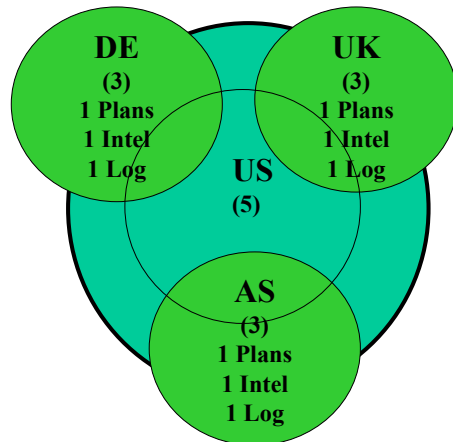 DE
(3)
1 Plans
1 Intel
1 Log
UK
(3)
1 Plans
1 Intel
1 Log
US
(5)
AS
(3)
1 Plans
1 Intel
1 Log